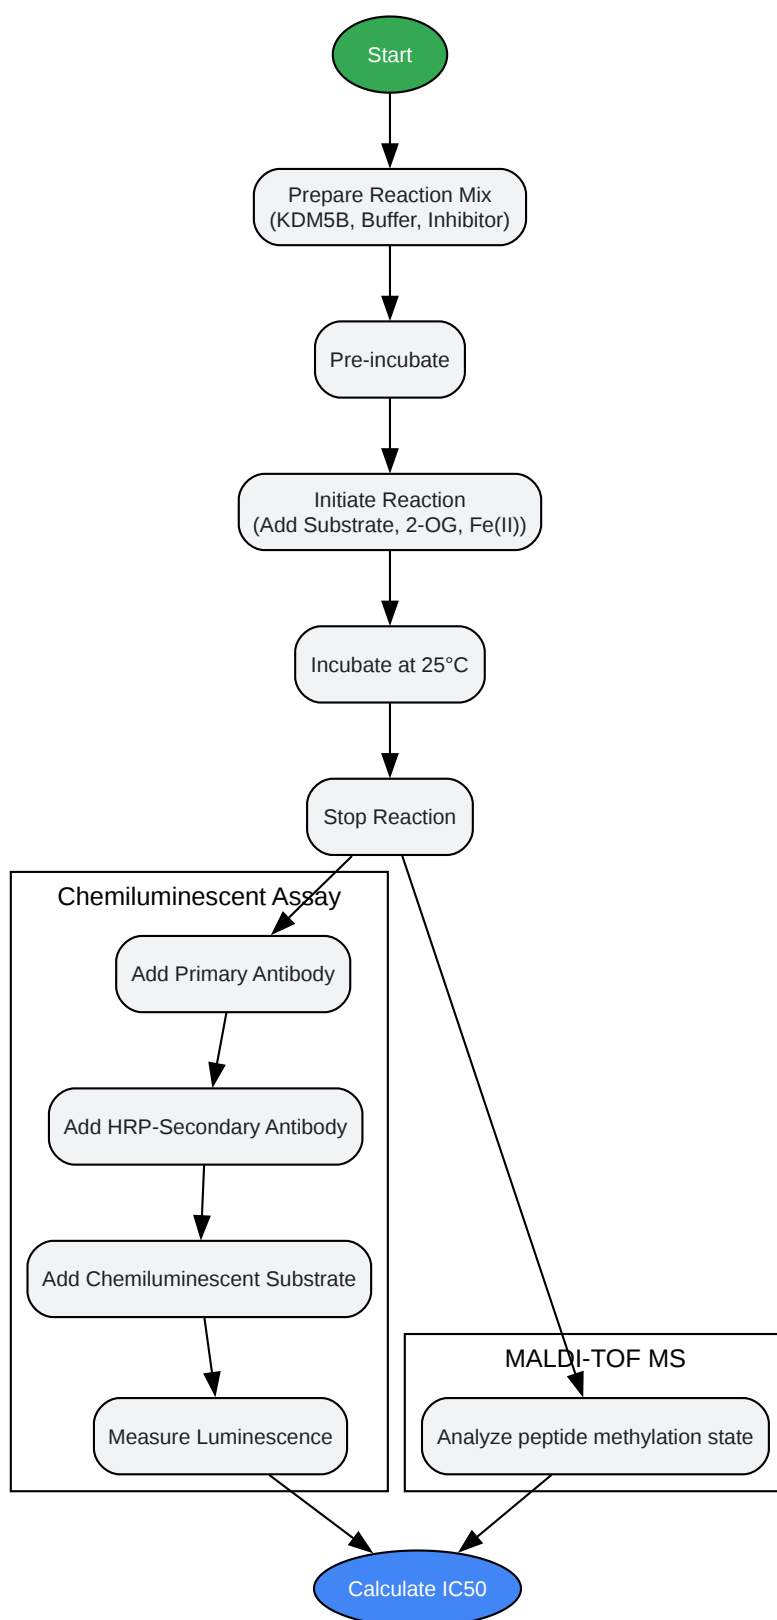 Start
Prepare Reaction Mix
(KDM5B, Buffer, Inhibitor)
Pre-incubate
Initiate Reaction
(Add Substrate, 2-OG, Fe(II))
Incubate at 25°C
Stop Reaction
Chemiluminescent Assay
Add Primary Antibody
Add HRP-Secondary Antibody
Add Chemiluminescent Substrate
Measure Luminescence
MALDI-TOF MS
Analyze peptide methylation state
Calculate IC50